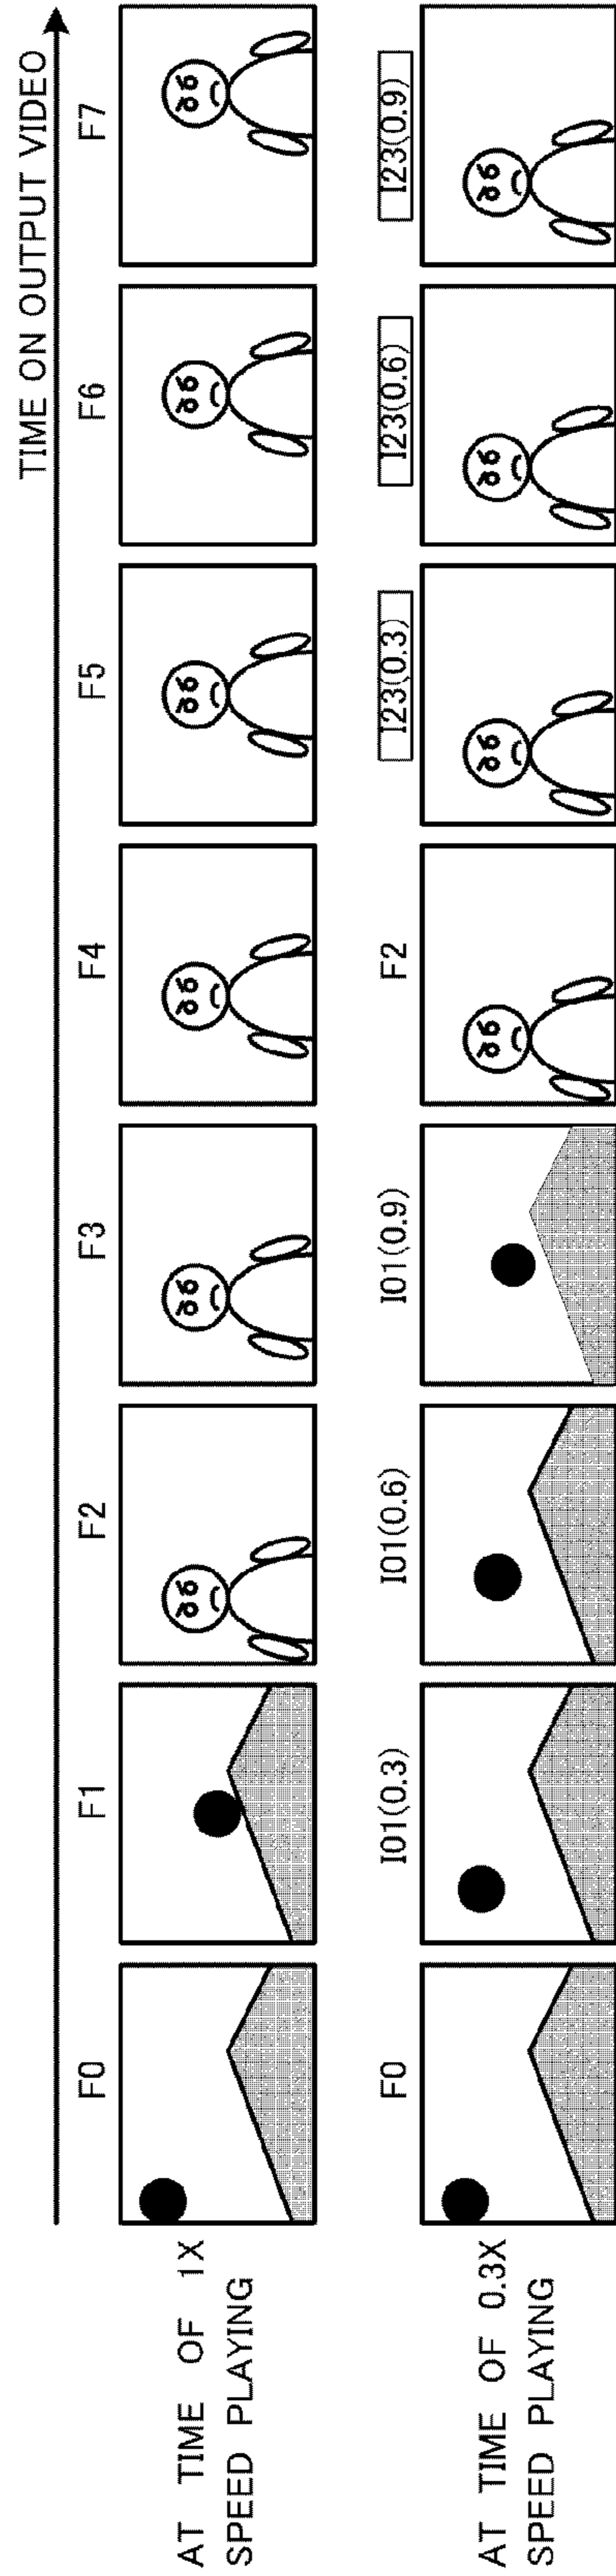 TIME ON OUTPUT VIDEO
AT TIME OF 1X
SPEED PLAYING
F0 F1 F2 F3 F4 F5 F6 F7
AT TIME OF 0.3X
SPEED PLAYING
F0 I01(0.3) I01(0.6) I01(0.9) F2 I23(0.3) I23(0.6) I23(0.9)